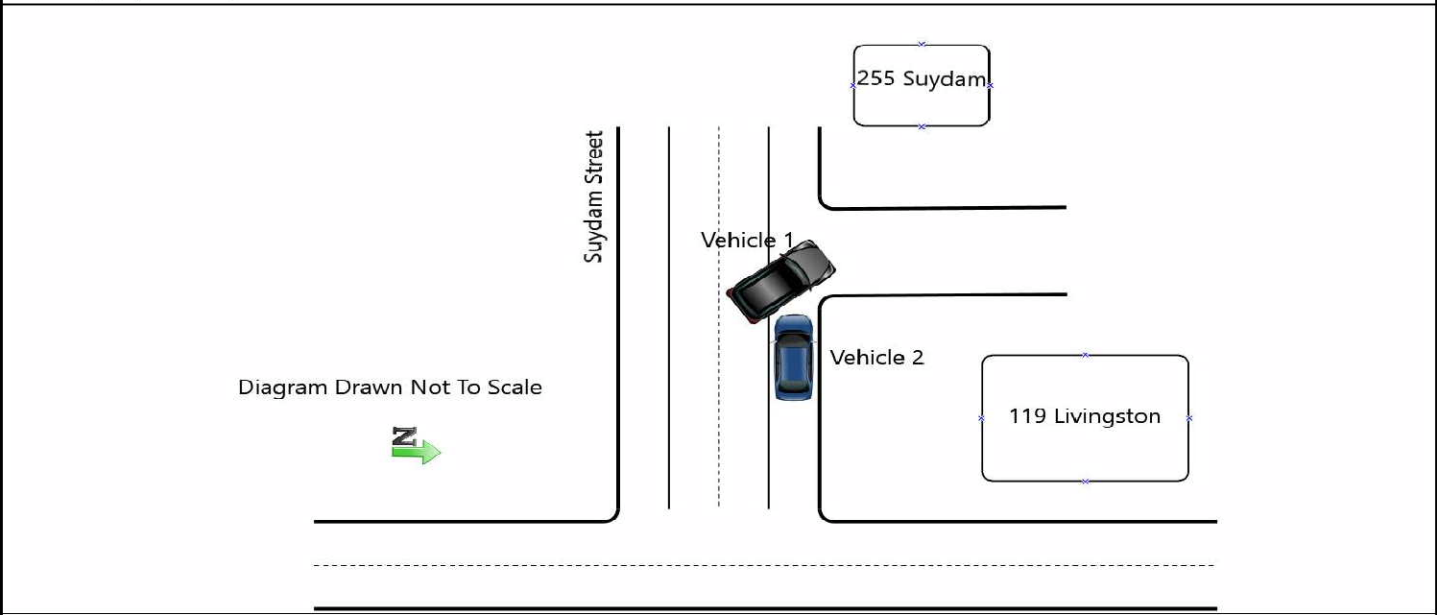 255 Suydam
Suydam Street
Vehicle 1
Vehicle 2
Diagram Drawn Not To Scale
119 Livingston
N